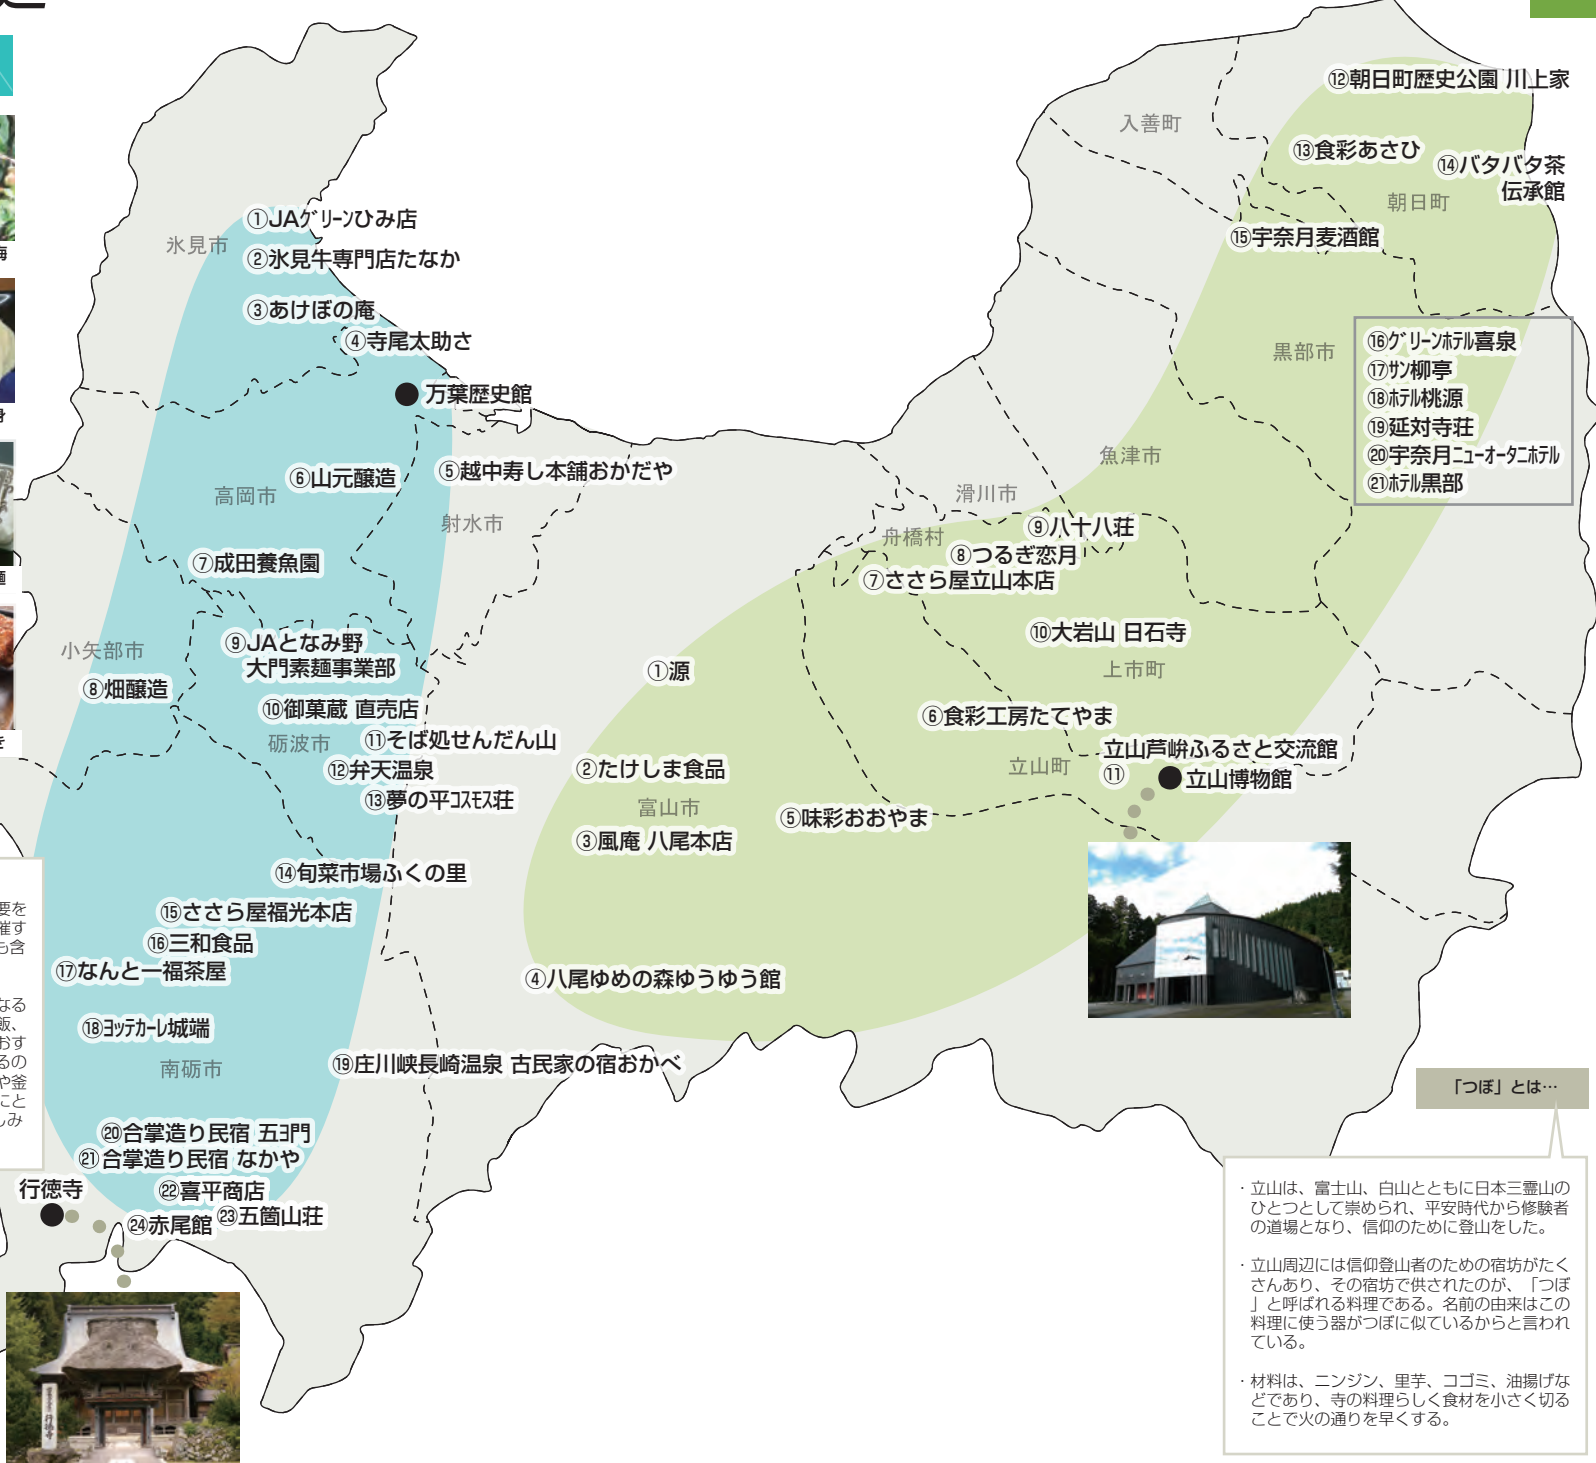 ⑫朝日町歴史公園 川上家
入善町
⑬食彩あさひ
⑭バタバタ茶
伝承館
朝日町
⑮宇奈月麦酒館
①JAグリーンひみ店
氷見市
②氷見牛専門店たなか
③あけぼの庵
④寺尾太助さ
万葉歴史館
黒部市
⑯グリーンホテル喜泉
⑰サン柳亭
⑱ホテル桃源
⑲延対寺荘
⑳宇奈月ニューオータニホテル
㉑ホテル黒部
⑤越中寿し本舗おかだや
⑥山元醸造
高岡市
射水市
魚津市
滑川市
舟橋村
⑨八十八荘
⑧つるぎ恋月
⑦ささら屋立山本店
⑦成田養魚園
小矢部市
⑨JAとなみ野
大門素麺事業部
⑧畑醸造
⑩御菓蔵 直売店
砺波市
⑪そば処せんだん山
⑫弁天温泉
⑬夢の平コスモス荘
⑩大岩山 日石寺
上市町
①源
⑥食彩工房たてやま
立山芦峅ふるさと交流館
⑪
立山博物館
立山町
②たけしま食品
富山市
⑤味彩おおやま
③風庵 八尾本店
⑭旬菜市場ふくの里
⑮ささら屋福光本店
⑯三和食品
⑰なんと一福茶屋
④八尾ゆめの森ゆうゆう館
⑱ヨッテカーレ城端
南砺市
⑲庄川峡長崎温泉 古民家の宿おかべ
⑳合掌造り民宿 五ヨ門
㉑合掌造り民宿 なかや
行徳寺
㉒喜平商店
㉓五箇山荘
㉔赤尾館
要を
催す
も含
なる
飯、
おす
るの
や釜
にと
しみ
行徳寺
「つぼ」とは…
・立山は、富士山、白山とともに日本三霊山の
ひとつとして崇められ、平安時代から修験者
の道場となり、信仰のために登山をした。
・立山周辺には信仰登山者のための宿坊がたく
さんあり、その宿坊で供されたのが、「つぼ
」と呼ばれる料理である。名前の由来はこの
料理に使う器がつぼに似ているからと言われ
ている。
・材料は、ニンジン、里芋、コゴミ、油揚げな
どであり、寺の料理らしく食材を小さく切る
ことで火の通りを早くする。